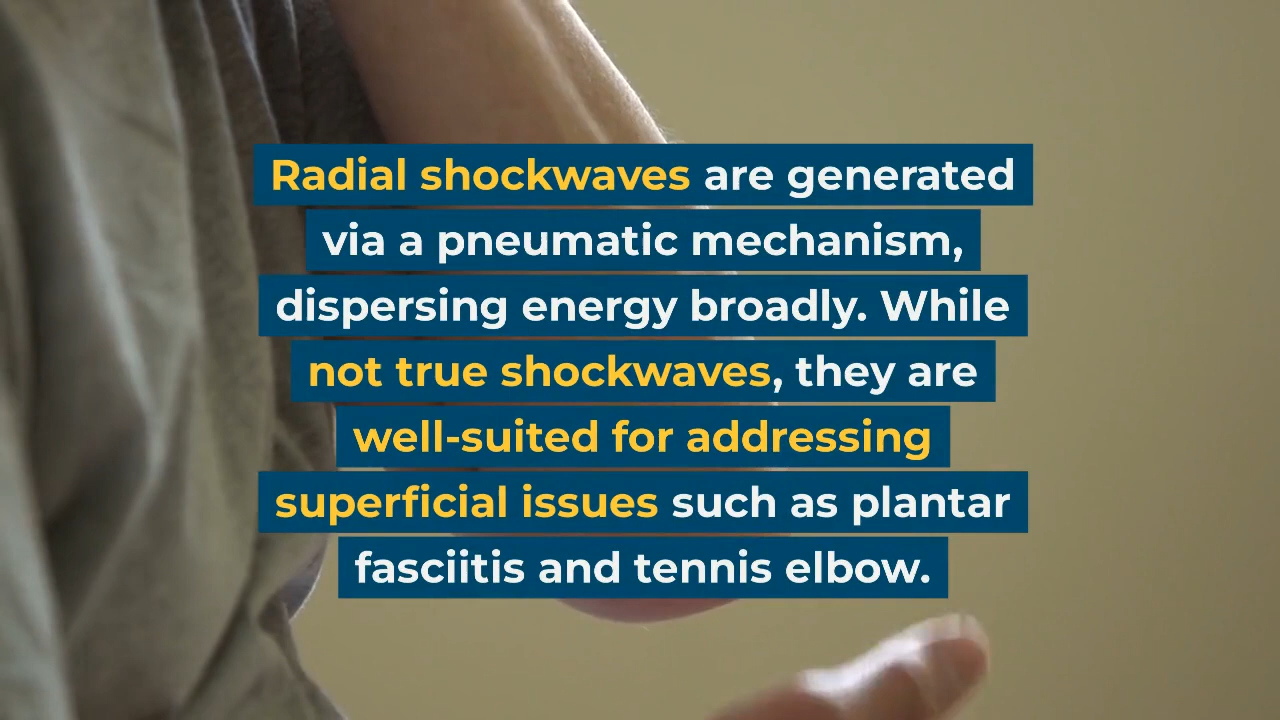 Radial shockwaves are generated
via a pneumatic mechanism,
dispersing energy broadly. While
not true shockwaves, they are
well-suited for addressing
superficial issues such as plantar
fasciitis and tennis elbow.